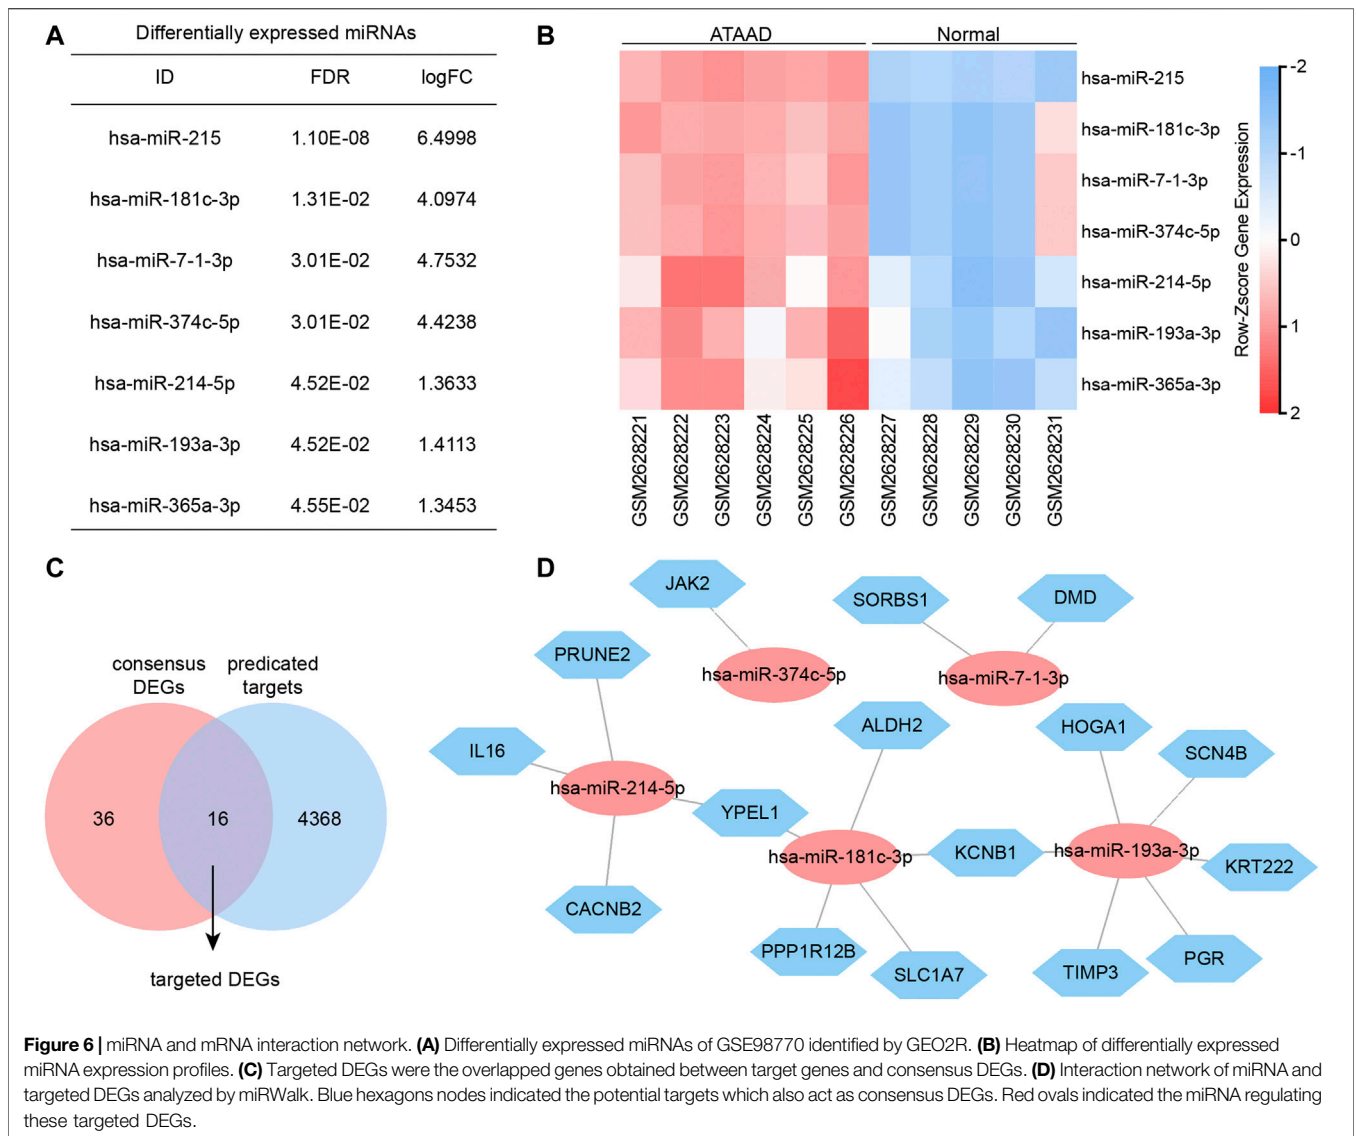 A
Differentially expressed miRNAs
ID FDR logFC
hsa-miR-215 1.10E-08 6.4998
hsa-miR-181c-3p 1.31E-02 4.0974
hsa-miR-7-1-3p 3.01E-02 4.7532
hsa-miR-374c-5p 3.01E-02 4.4238
hsa-miR-214-5p 4.52E-02 1.3633
hsa-miR-193a-3p 4.52E-02 1.4113
hsa-miR-365a-3p 4.55E-02 1.3453
B
ATAAD Normal
hsa-miR-215
hsa-miR-181c-3p
hsa-miR-7-1-3p
hsa-miR-374c-5p
hsa-miR-214-5p
hsa-miR-193a-3p
hsa-miR-365a-3p
GSM2628221
GSM2628222
GSM2628223
GSM2628224
GSM2628225
GSM2628226
GSM2628227
GSM2628228
GSM2628229
GSM2628230
GSM2628231
Row-Zscore Gene Expression
-2
-1
0
1
2
C
consensus
DEGs
predicated
targets
36
16
4368
targeted DEGs
D
JAK2
SORBS1
DMD
PRUNE2
hsa-miR-374c-5p
hsa-miR-7-1-3p
IL16
ALDH2
HOGA1
SCN4B
hsa-miR-214-5p
YPEL1
hsa-miR-181c-3p
KCNB1
hsa-miR-193a-3p
KRT222
CACNB2
PPP1R12B
SLC1A7
TIMP3
PGR
Figure 6 | miRNA and mRNA interaction network. (A) Differentially expressed miRNAs of GSE98770 identified by GEO2R. (B) Heatmap of differentially expressed
miRNA expression profiles. (C) Targeted DEGs were the overlapped genes obtained between target genes and consensus DEGs. (D) Interaction network of miRNA and
targeted DEGs analyzed by miRWalk. Blue hexagons nodes indicated the potential targets which also act as consensus DEGs. Red ovals indicated the miRNA regulating
these targeted DEGs.